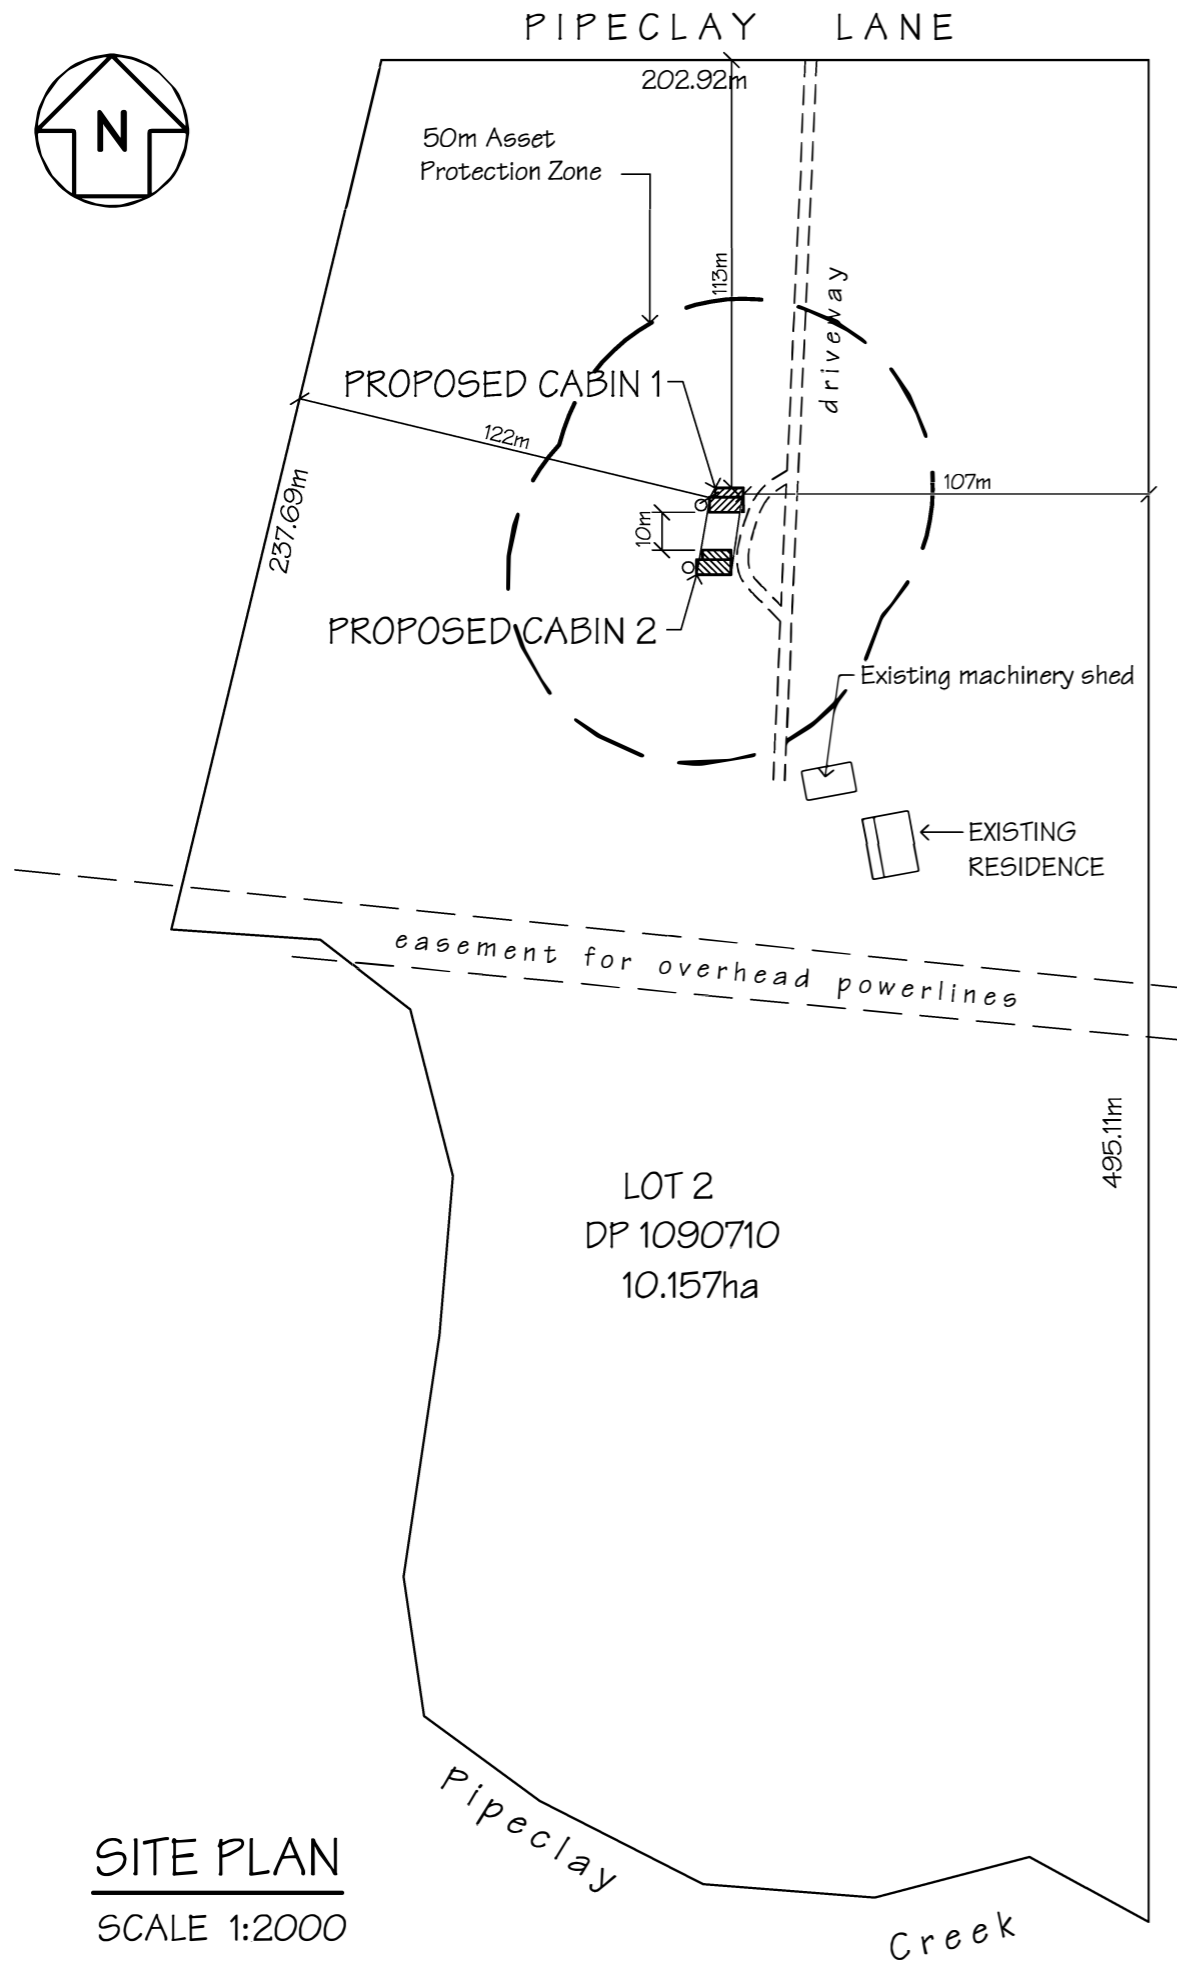 PIPECLAY LANE
202.92m
N
50m Asset
Protection Zone
113m
driveway
PROPOSED CABIN 1
122m
107m
237.69m
10m
PROPOSED CABIN 2
Existing machinery shed
EXISTING
RESIDENCE
easement for overhead powerlines
495.11m
LOT 2
DP 1090710
10.157ha
Pipeclay
Creek
SITE PLAN
SCALE 1:2000